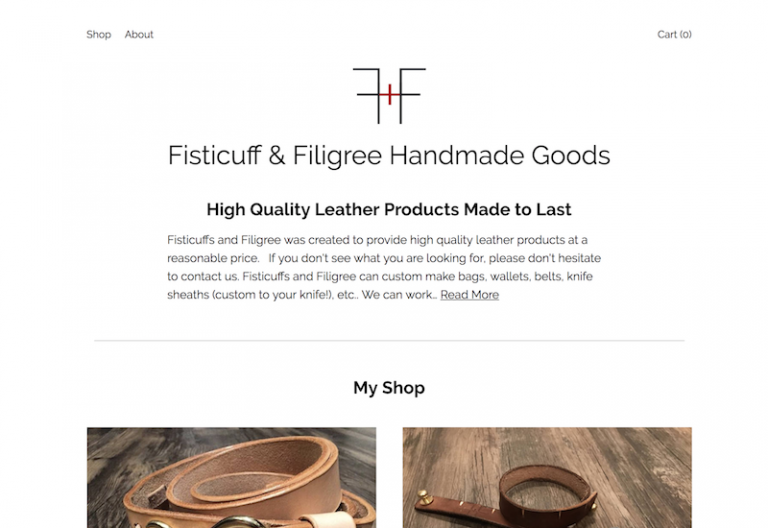 Shop About Cart (0)
F+F
Fisticuff & Filigree Handmade Goods
High Quality Leather Products Made to Last
Fisticuffs and Filigree was created to provide high quality leather products at a
reasonable price. If you don't see what you are looking for, please don't hesitate
to contact us. Fisticuffs and Filigree can custom make bags, wallets, belts, knife
sheaths (custom to your knife!), etc.. We can work… Read More
My Shop